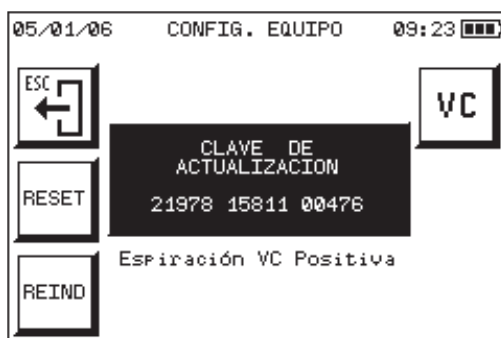 05/01/06 CONFIG. EQUIPO 09:23
ESC
VC
CLAVE DE
ACTUALIZACION
RESET
21978 15811 00476
Espiración VC Positiva
REIND